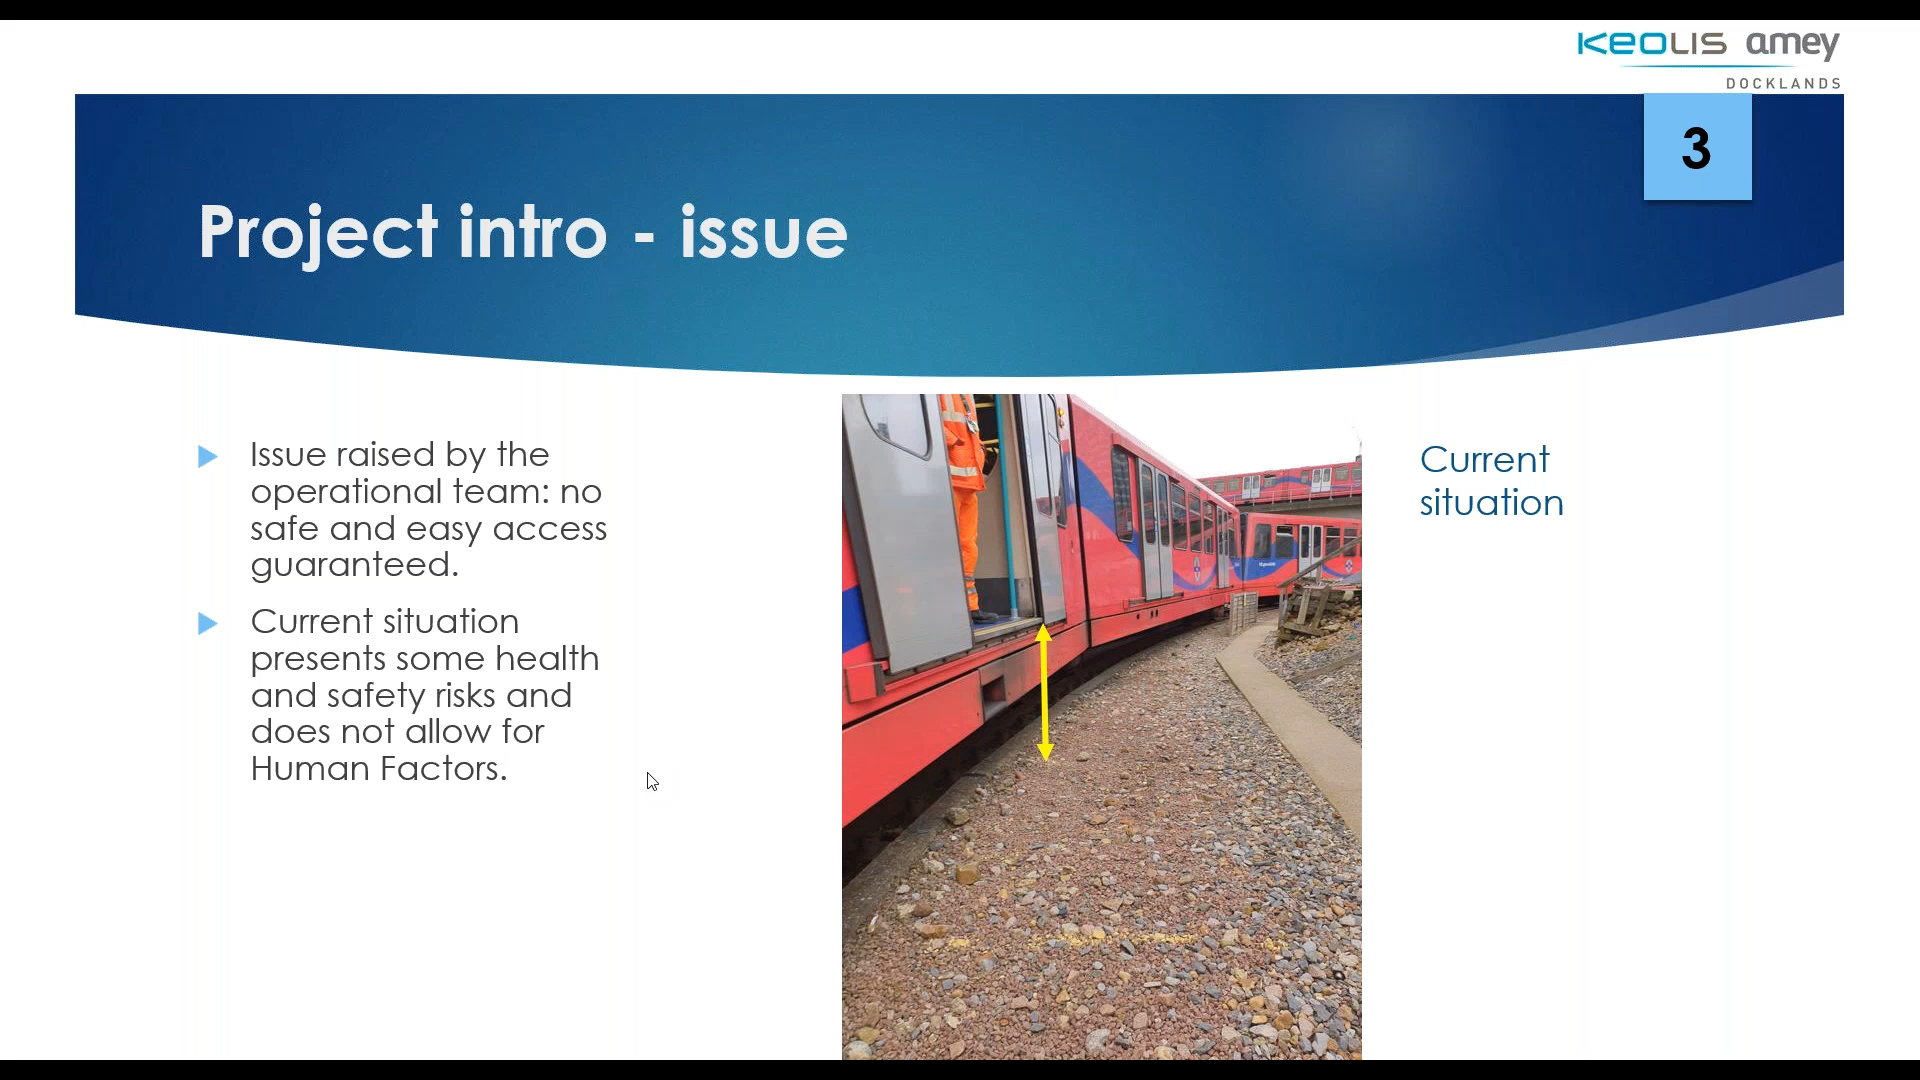 KEOLIS amey
DOCKLANDS
3
Project intro - issue
Issue raised by the
operational team: no
safe and easy access
guaranteed.
Current situation
presents some health
and safety risks and
does not allow for
Human Factors.
Current
situation